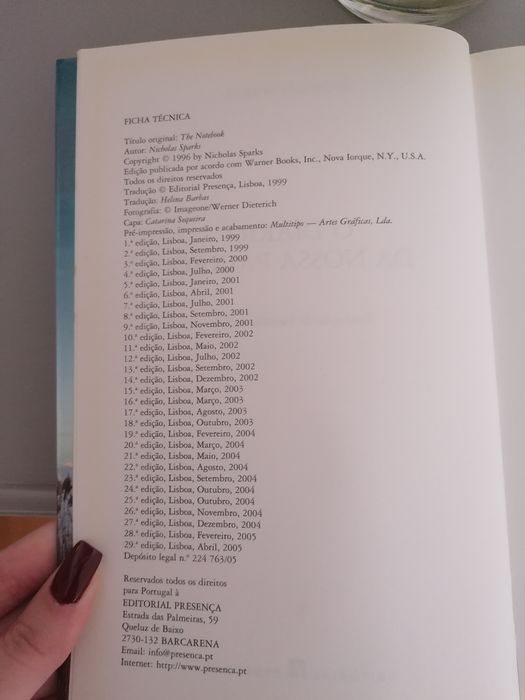 FICHA TÉCNICA
Título original: The Notebook
Autor: Nicholas Sparks
Copyright © 1996 by Nicholas Sparks
Edição publicada por acordo com Warner Books, Inc., Nova Iorque, N.Y., U.S.A.
Todos os direitos reservados
Tradução © Editorial Presença, Lisboa, 1999
Tradução: Helena Barbas
Fotografia: © Imageone/Werner Dieterich
Capa: Catarina Sequeira
Pré-impressão, impressão e acabamento: Multitipo — Artes Gráficas, Lda.
1.ª edição, Lisboa, Janeiro, 1999
2.ª edição, Lisboa, Setembro, 1999
3.ª edição, Lisboa, Fevereiro, 2000
4.ª edição, Lisboa, Julho, 2000
5.ª edição, Lisboa, Janeiro, 2001
6.ª edição, Lisboa, Abril, 2001
7.ª edição, Lisboa, Julho, 2001
8.ª edição, Lisboa, Setembro, 2001
9.ª edição, Lisboa, Novembro, 2001
10.ª edição, Lisboa, Fevereiro, 2002
11.ª edição, Lisboa, Maio, 2002
12.ª edição, Lisboa, Julho, 2002
13.ª edição, Lisboa, Setembro, 2002
14.ª edição, Lisboa, Dezembro, 2002
15.ª edição, Lisboa, Março, 2003
16.ª edição, Lisboa, Março, 2003
17.ª edição, Lisboa, Agosto, 2003
18.ª edição, Lisboa, Outubro, 2003
19.ª edição, Lisboa, Fevereiro, 2004
20.ª edição, Lisboa, Março, 2004
21.ª edição, Lisboa, Maio, 2004
22.ª edição, Lisboa, Agosto, 2004
23.ª edição, Lisboa, Setembro, 2004
24.ª edição, Lisboa, Outubro, 2004
25.ª edição, Lisboa, Outubro, 2004
26.ª edição, Lisboa, Novembro, 2004
27.ª edição, Lisboa, Dezembro, 2004
28.ª edição, Lisboa, Fevereiro, 2005
29.ª edição, Lisboa, Abril, 2005
Depósito legal n.º 224 763/05
Reservados todos os direitos
para Portugal à
EDITORIAL PRESENÇA
Estrada das Palmeiras, 59
Queluz de Baixo
2730-132 BARCARENA
Email: info@presenca.pt
Internet: http://www.presenca.pt